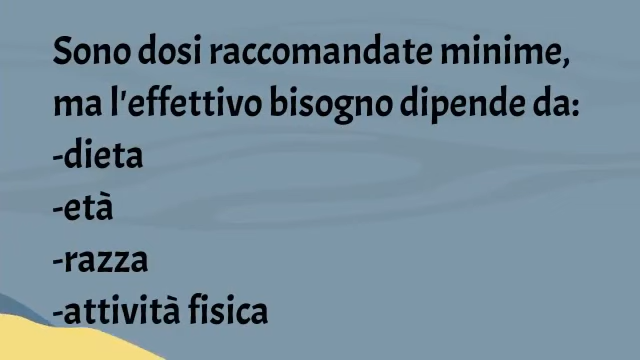 Sono dosi raccomandate minime,
ma l'effettivo bisogno dipende da:
-dieta
-età
-razza
-attività fisica